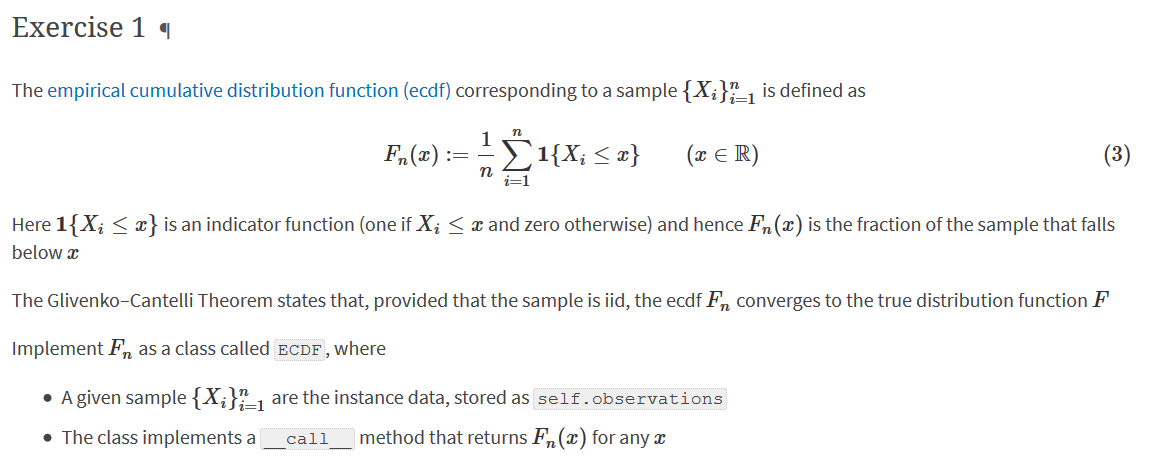 Exercise 1 ¶
The empirical cumulative distribution function (ecdf) corresponding to a sample $\{X_i\}_{i=1}^n$ is defined as
$F_n(x) := \frac{1}{n} \sum_{i=1}^n \mathbf{1}\{X_i \leq x\} \qquad (x \in \mathbb{R})$ (3)
Here $\mathbf{1}\{X_i \leq x\}$ is an indicator function (one if $X_i \leq x$ and zero otherwise) and hence $F_n(x)$ is the fraction of the sample that falls
below $x$
The Glivenko–Cantelli Theorem states that, provided that the sample is iid, the ecdf $F_n$ converges to the true distribution function $F$
Implement $F_n$ as a class called ECDF, where
• A given sample $\{X_i\}_{i=1}^n$ are the instance data, stored as self.observations
• The class implements a __call__ method that returns $F_n(x)$ for any $x$